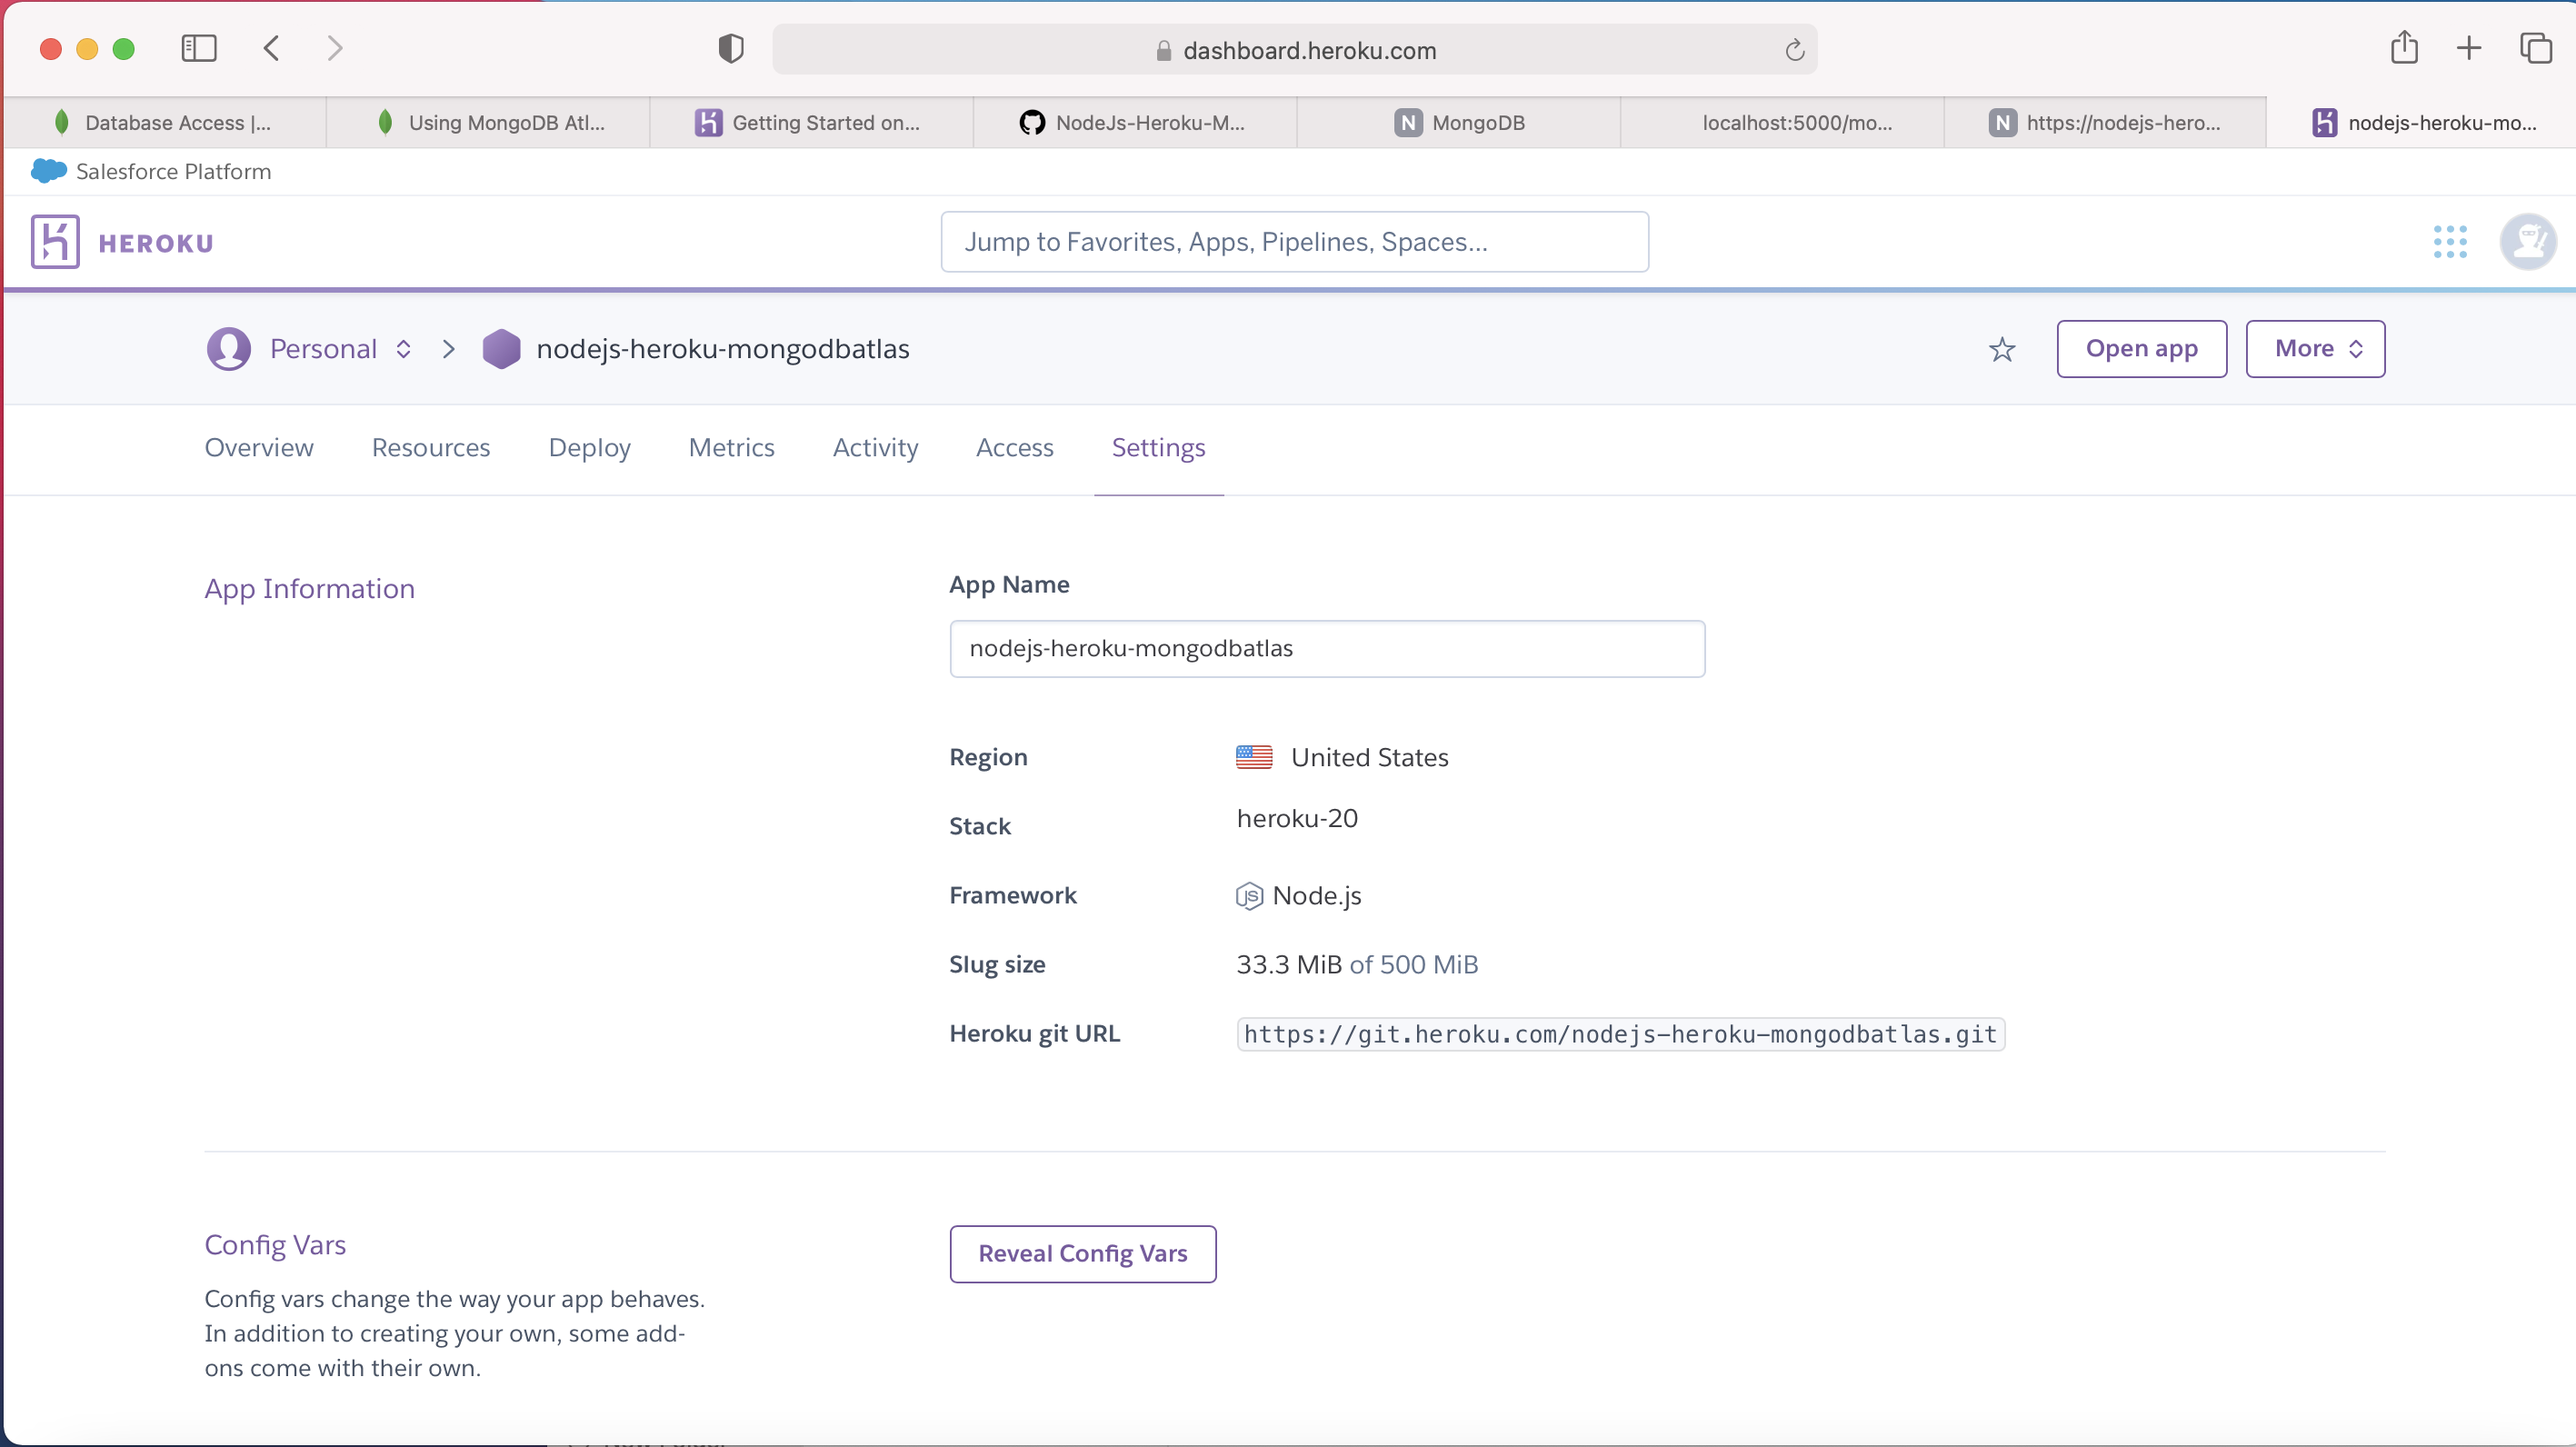 dashboard.heroku.com
Database Access |...
Using MongoDB Atl...
Getting Started on...
NodeJs-Heroku-M...
N MongoDB
localhost:5000/mo...
N https://nodejs-hero...
nodejs-heroku-mo...
Salesforce Platform
HEROKU
Jump to Favorites, Apps, Pipelines, Spaces...
Personal
nodejs-heroku-mongodbatlas
Open app
More
Overview
Resources
Deploy
Metrics
Activity
Access
Settings
App Information
App Name
nodejs-heroku-mongodbatlas
Region
United States
Stack
heroku-20
Framework
JS Node.js
Slug size
33.3 MiB of 500 MiB
Heroku git URL
https://git.heroku.com/nodejs-heroku-mongodbatlas.git
Config Vars
Config vars change the way your app behaves.
In addition to creating your own, some add-
ons come with their own.
Reveal Config Vars